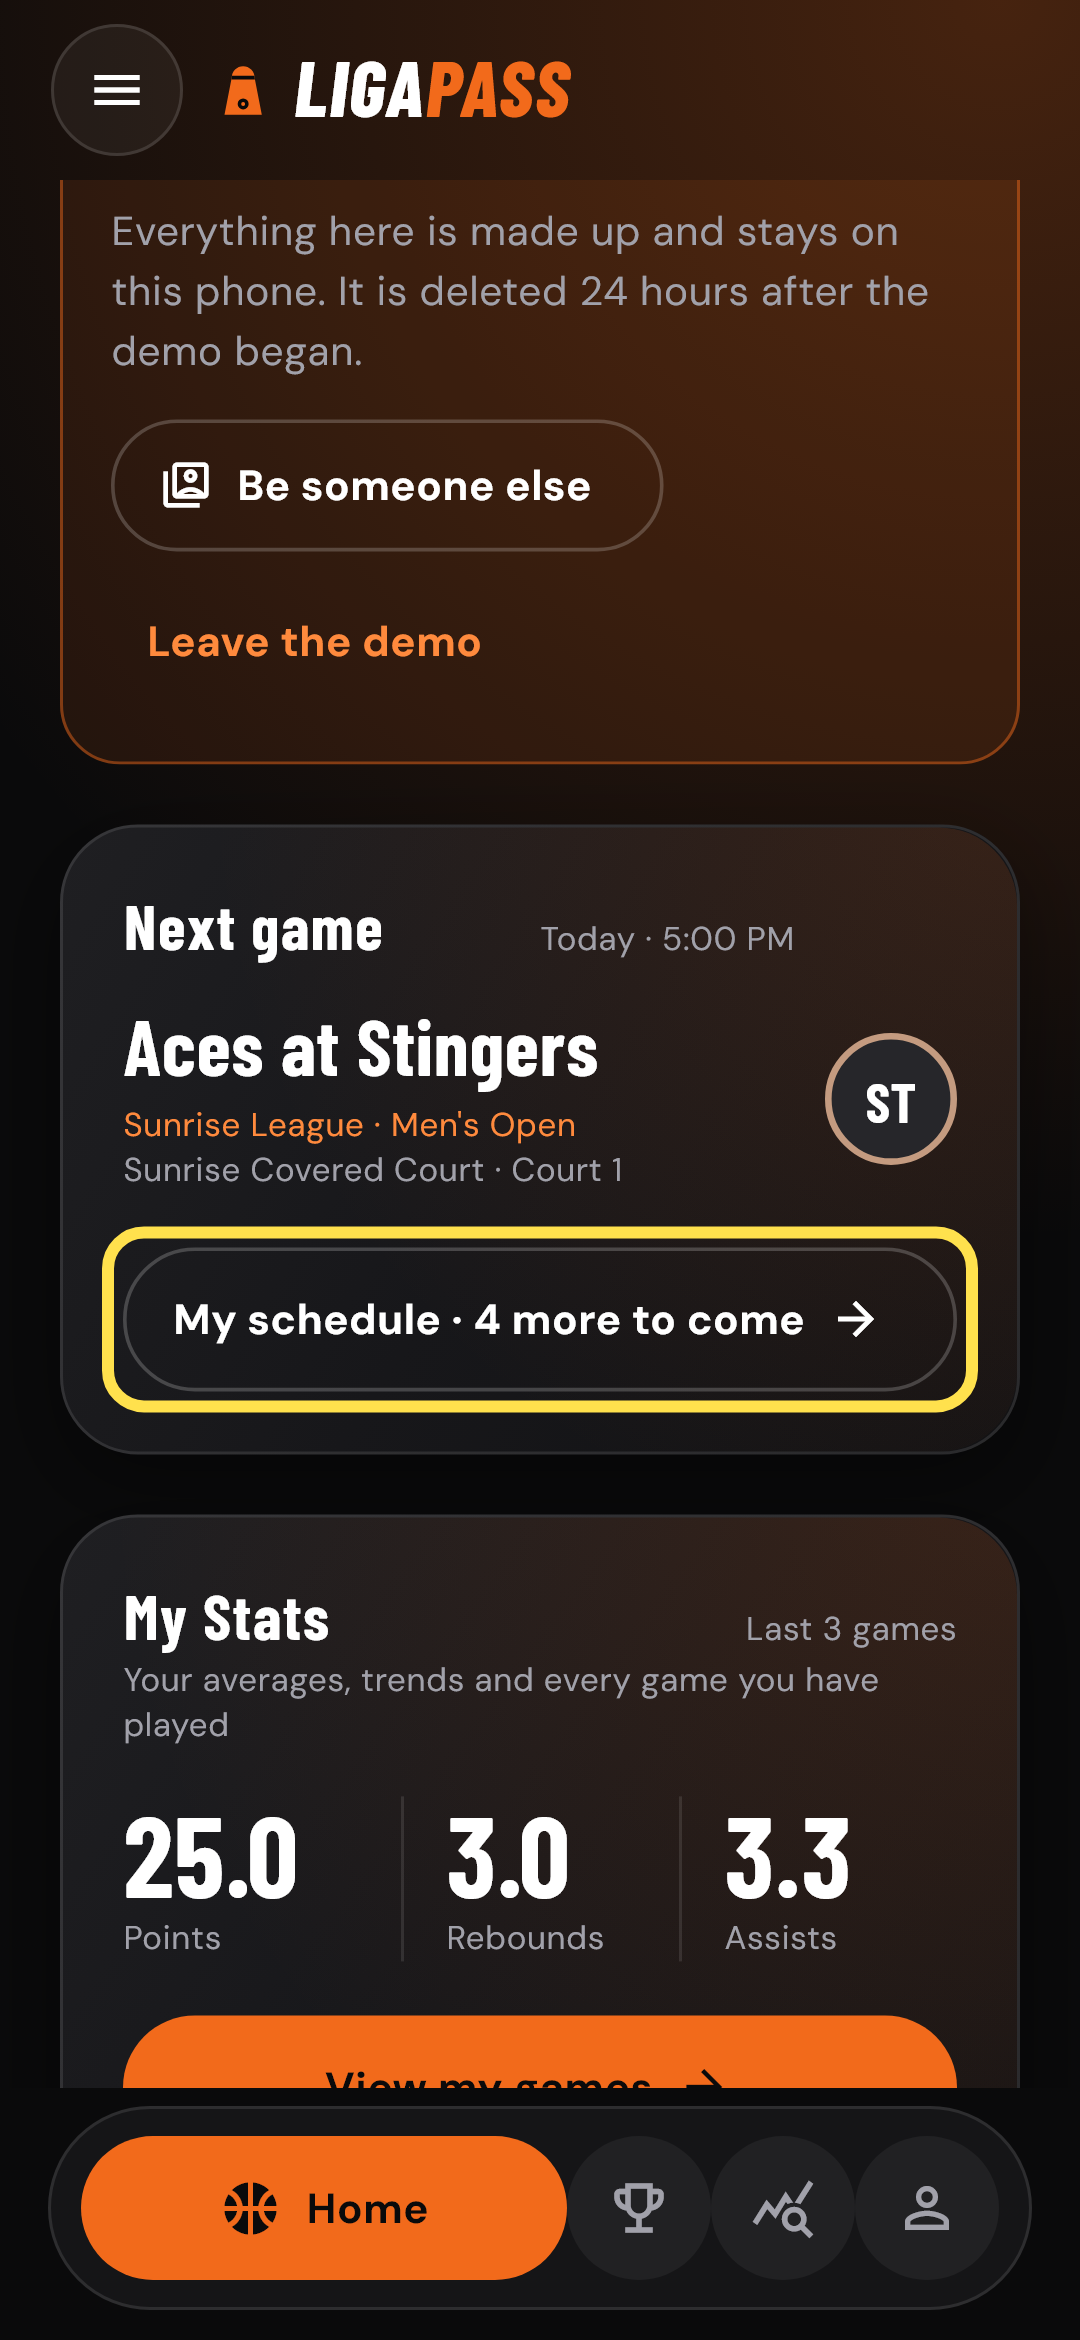 LIGAPASS
Everything here is made up and stays on
this phone. It is deleted 24 hours after the
demo began.
Be someone else
Leave the demo
Next game
Today · 5:00 PM
Aces at Stingers
Sunrise League · Men's Open
Sunrise Covered Court · Court 1
ST
My schedule · 4 more to come
My Stats
Last 3 games
Your averages, trends and every game you have
played
25.0
3.0
3.3
Points
Rebounds
Assists
View my games
Home